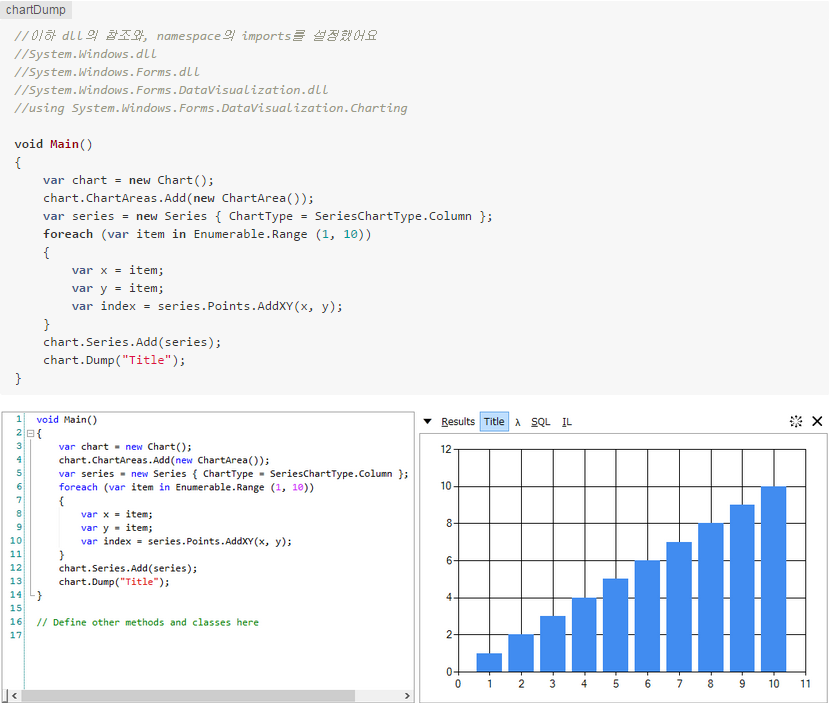 chartDump
//이하 dll의 참조와, namespace의 imports를 설정했어요
//System.Windows.dll
//System.Windows.Forms.dll
//System.Windows.Forms.DataVisualization.dll
//using System.Windows.Forms.DataVisualization.Charting
void Main()
{
var chart = new Chart();
chart.ChartAreas.Add(new ChartArea());
var series = new Series { ChartType = SeriesChartType.Column };
foreach (var item in Enumerable.Range (1, 10))
{
var x = item;
var y = item;
var index = series.Points.AddXY(x, y);
}
chart.Series.Add(series);
chart.Dump("Title");
}
1 void Main()
2 {
3 var chart = new Chart();
4 chart.ChartAreas.Add(new ChartArea());
5 var series = new Series { ChartType = SeriesChartType.Column };
6 foreach (var item in Enumerable.Range (1, 10))
7 {
8 var x = item;
9 var y = item;
10 var index = series.Points.AddXY(x, y);
11 }
12 chart.Series.Add(series);
13 chart.Dump("Title");
14 }
15
16 // Define other methods and classes here
17
Results Title λ SQL IL
12
10
8
6
4
2
0
0 1 2 3 4 5 6 7 8 9 10 11